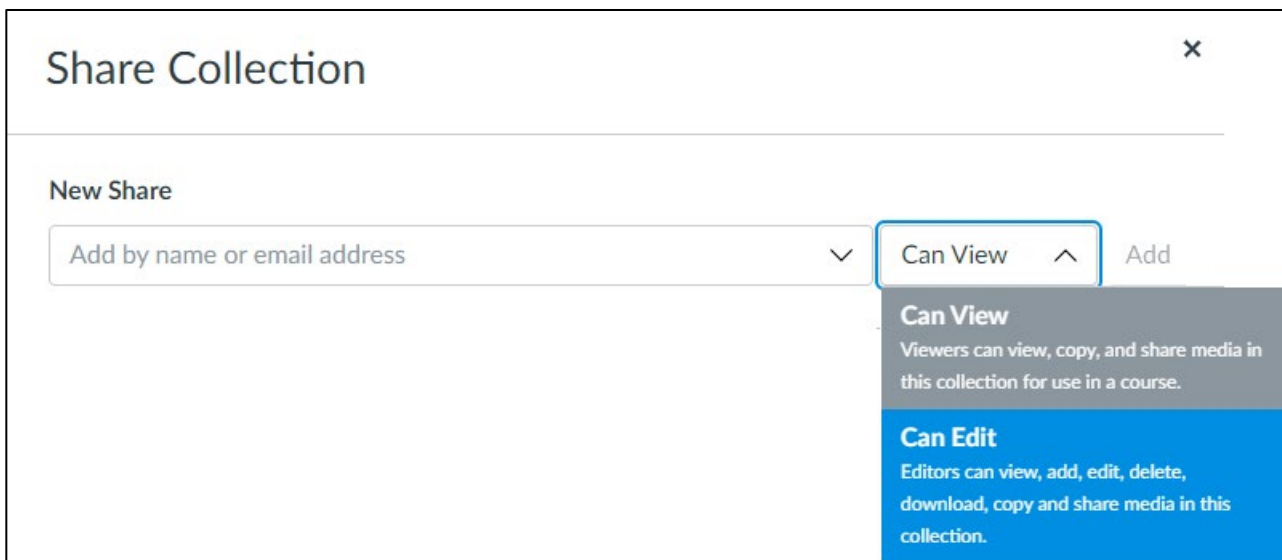 Share Collection
New Share
Add by name or email address
Can View
Add
Can View
Viewers can view, copy, and share media in
this collection for use in a course.
Can Edit
Editors can view, add, edit, delete,
download, copy and share media in this
collection.